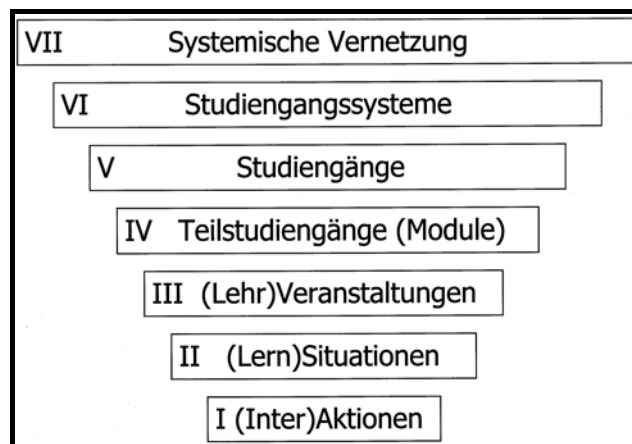 VII Systemische Vernetzung
VI Studiengangssysteme
V Studiengänge
IV Teilstudiengänge (Module)
III (Lehr)Veranstaltungen
II (Lern)Situationen
I (Inter)Aktionen